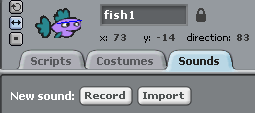 fish1
x: 73 y: -14 direction: 83
Scripts Costumes Sounds
New sound: Record Import